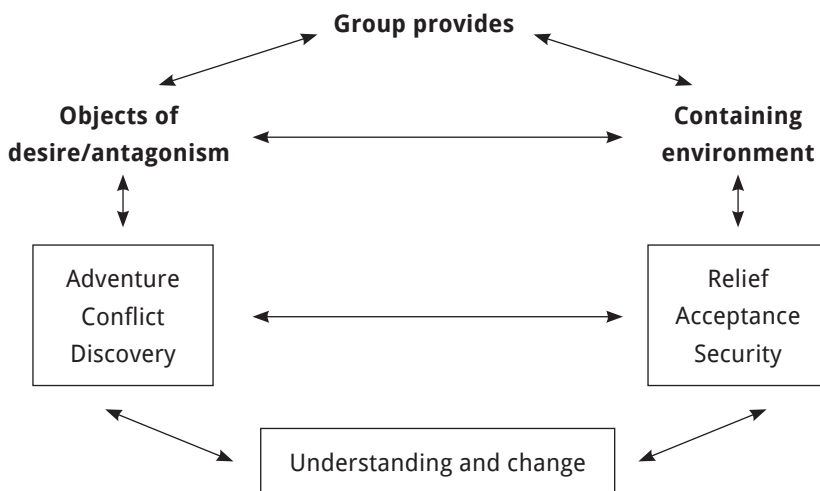 Group provides
Objects of
desire/antagonism
Containing
environment
Adventure
Conflict
Discovery
Relief
Acceptance
Security
Understanding and change